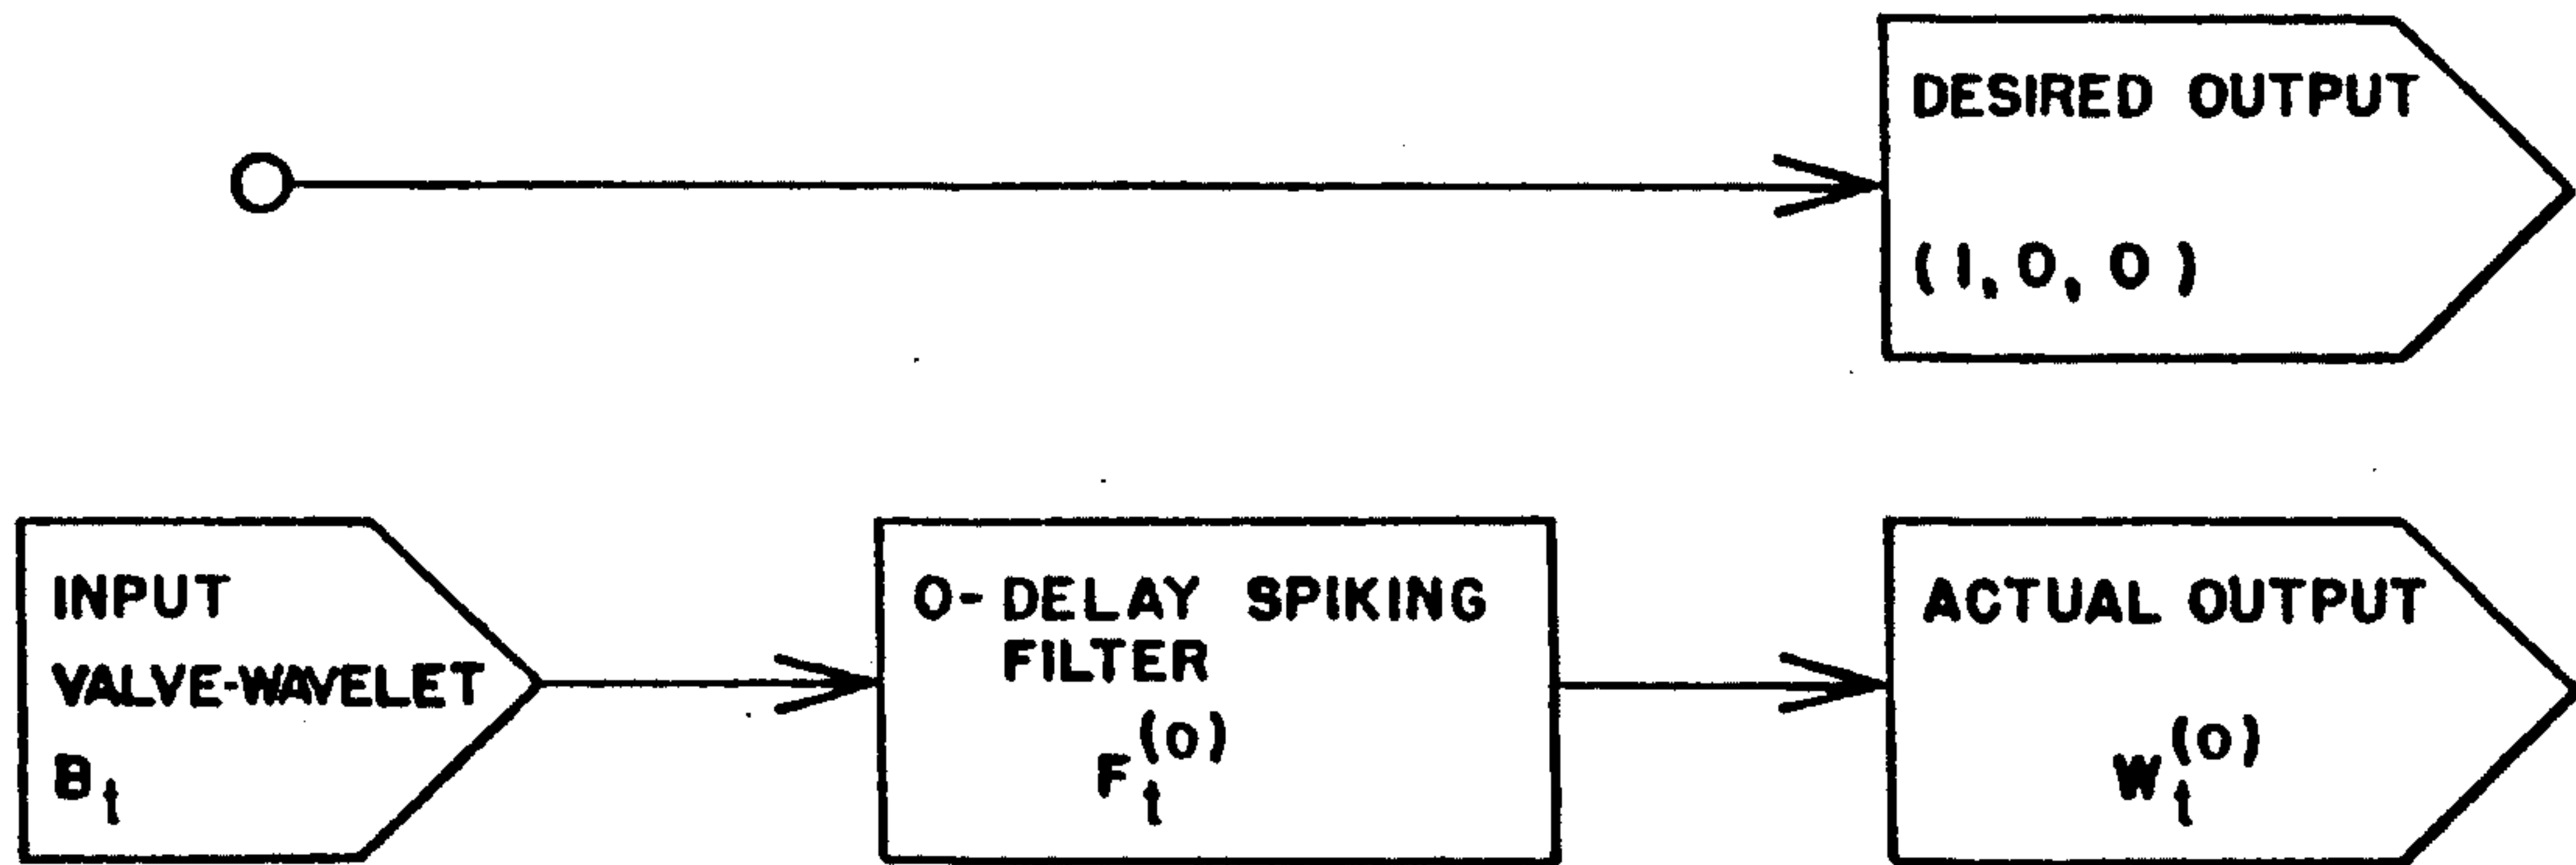 DESIRED OUTPUT
(1, 0, 0)
INPUT
VALVE-WAVELET
B_t
0- DELAY SPIKING
FILTER
F_t^(0)
ACTUAL OUTPUT
W_t^(0)